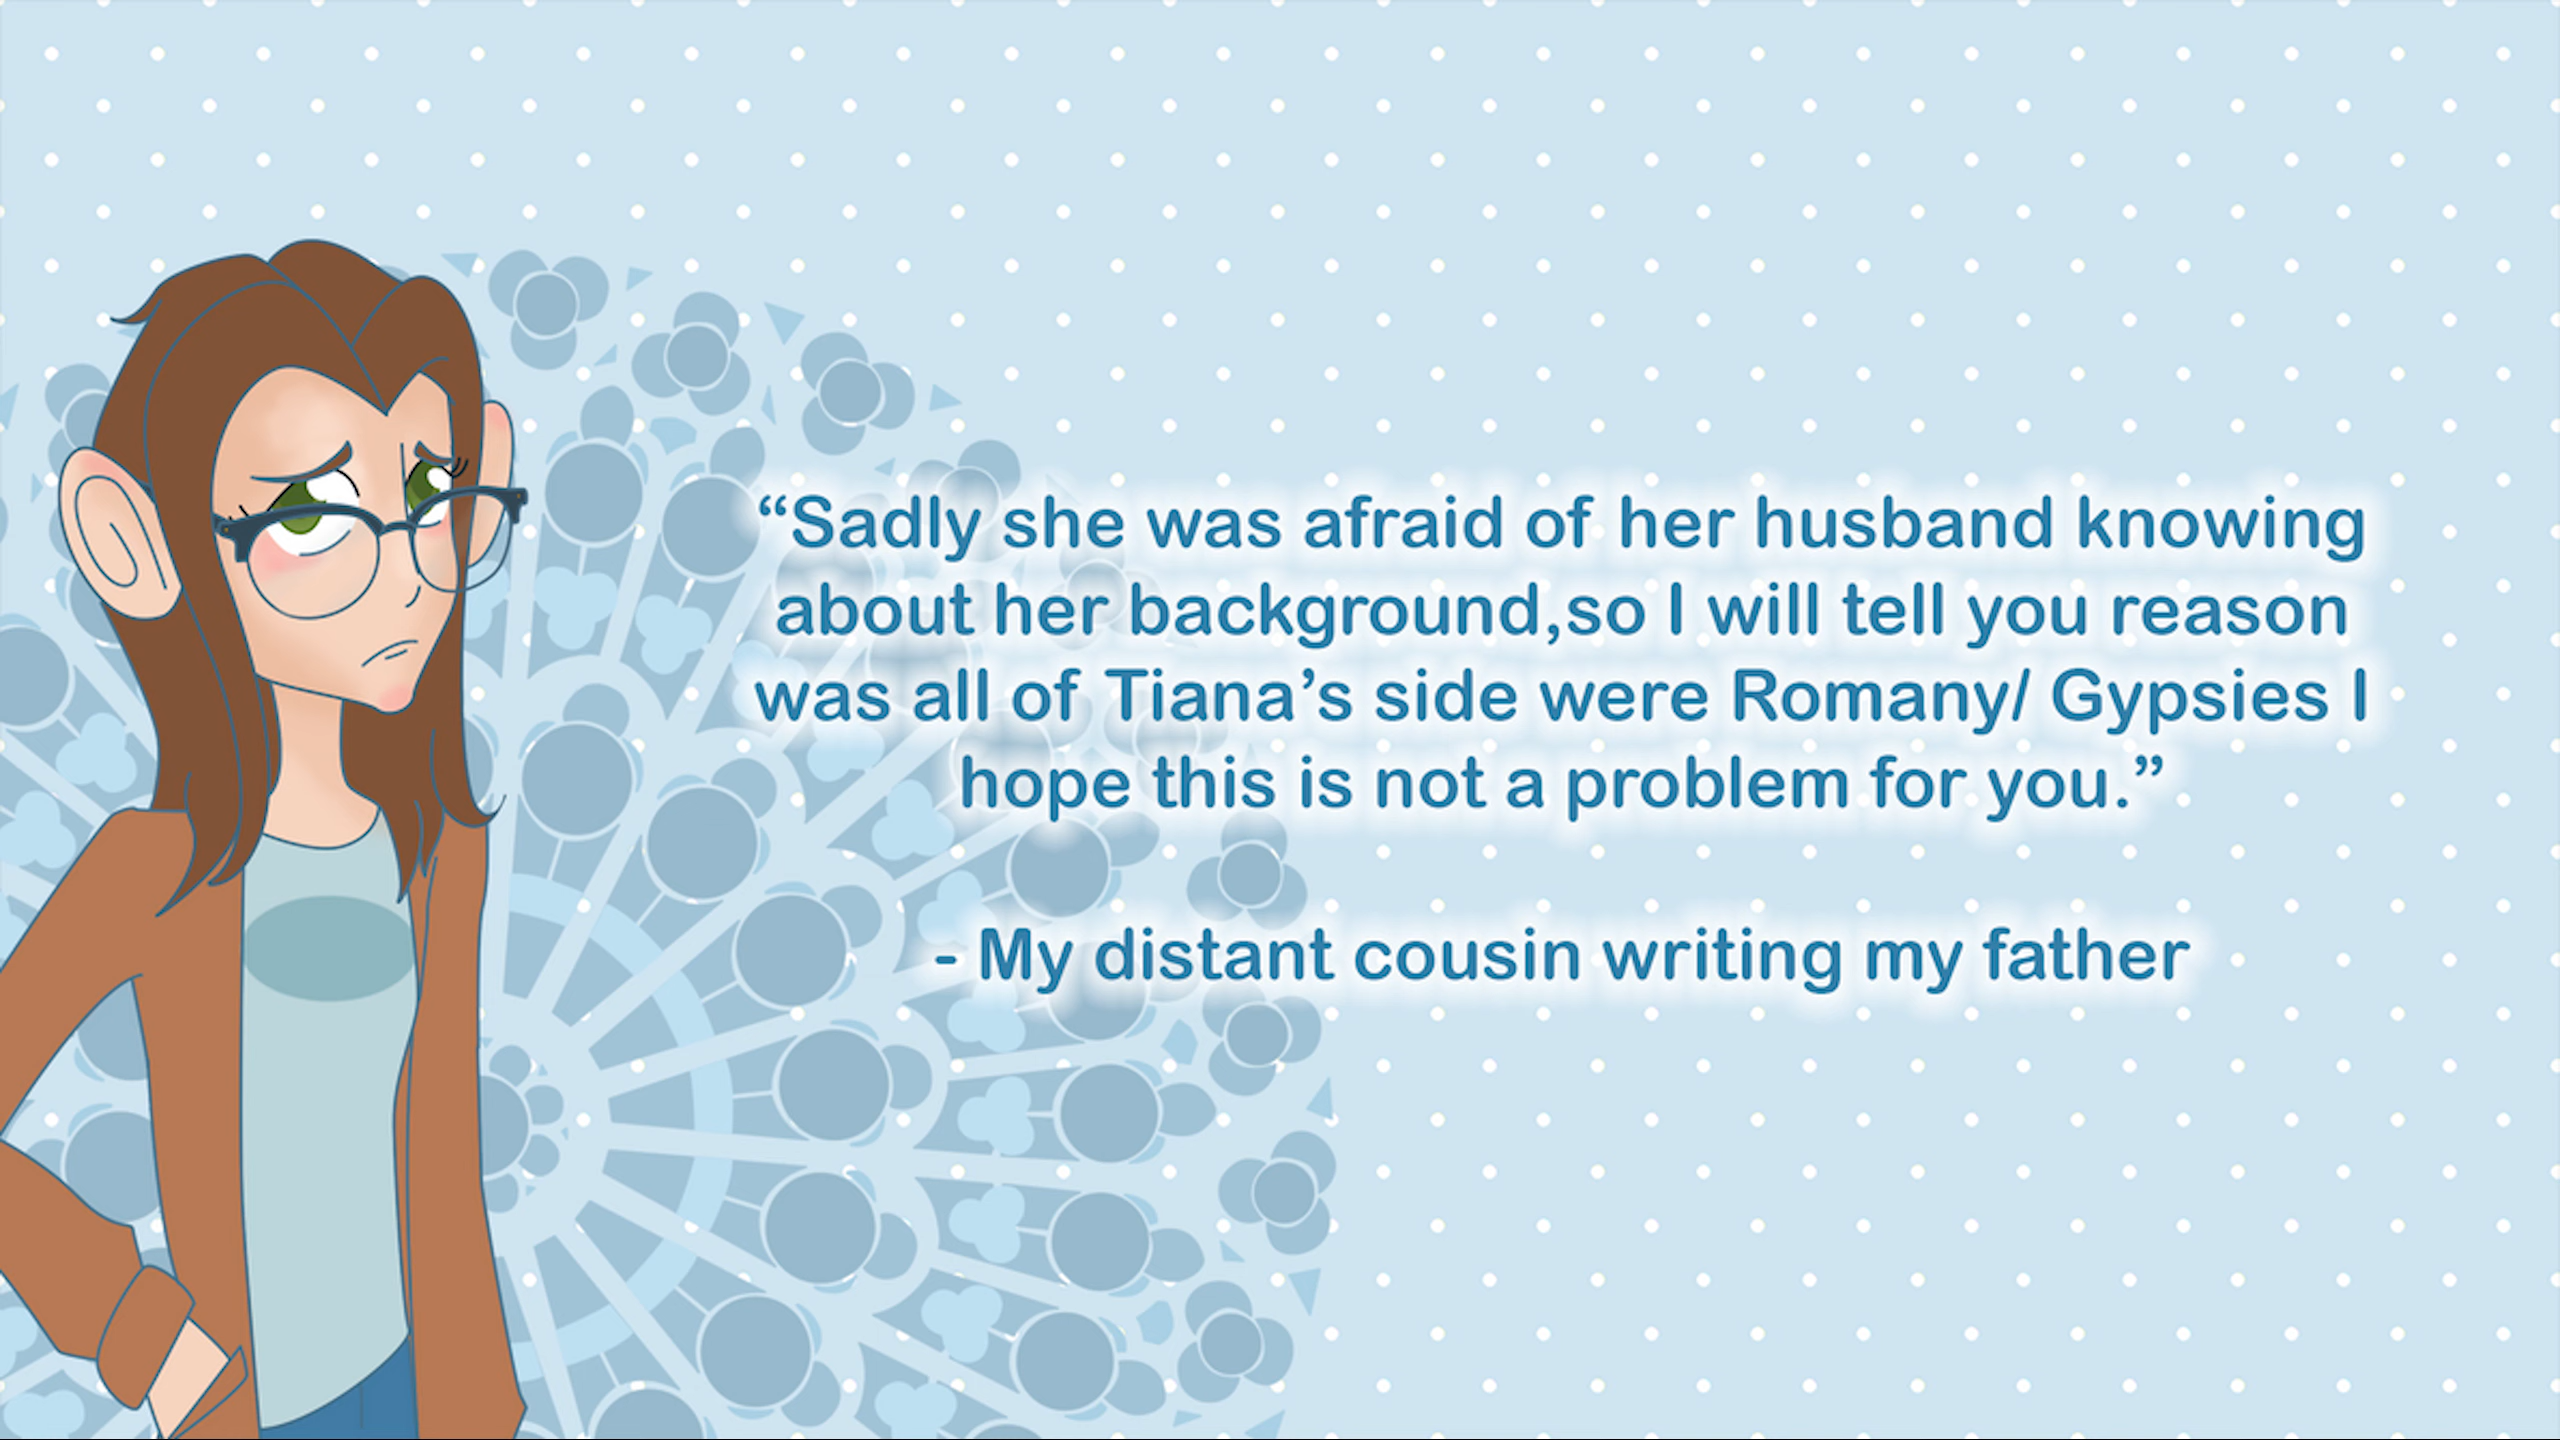 “Sadly she was afraid of her husband knowing
about her background,so I will tell you reason
was all of Tiana’s side were Romany/ Gypsies I
hope this is not a problem for you.”
- My distant cousin writing my father